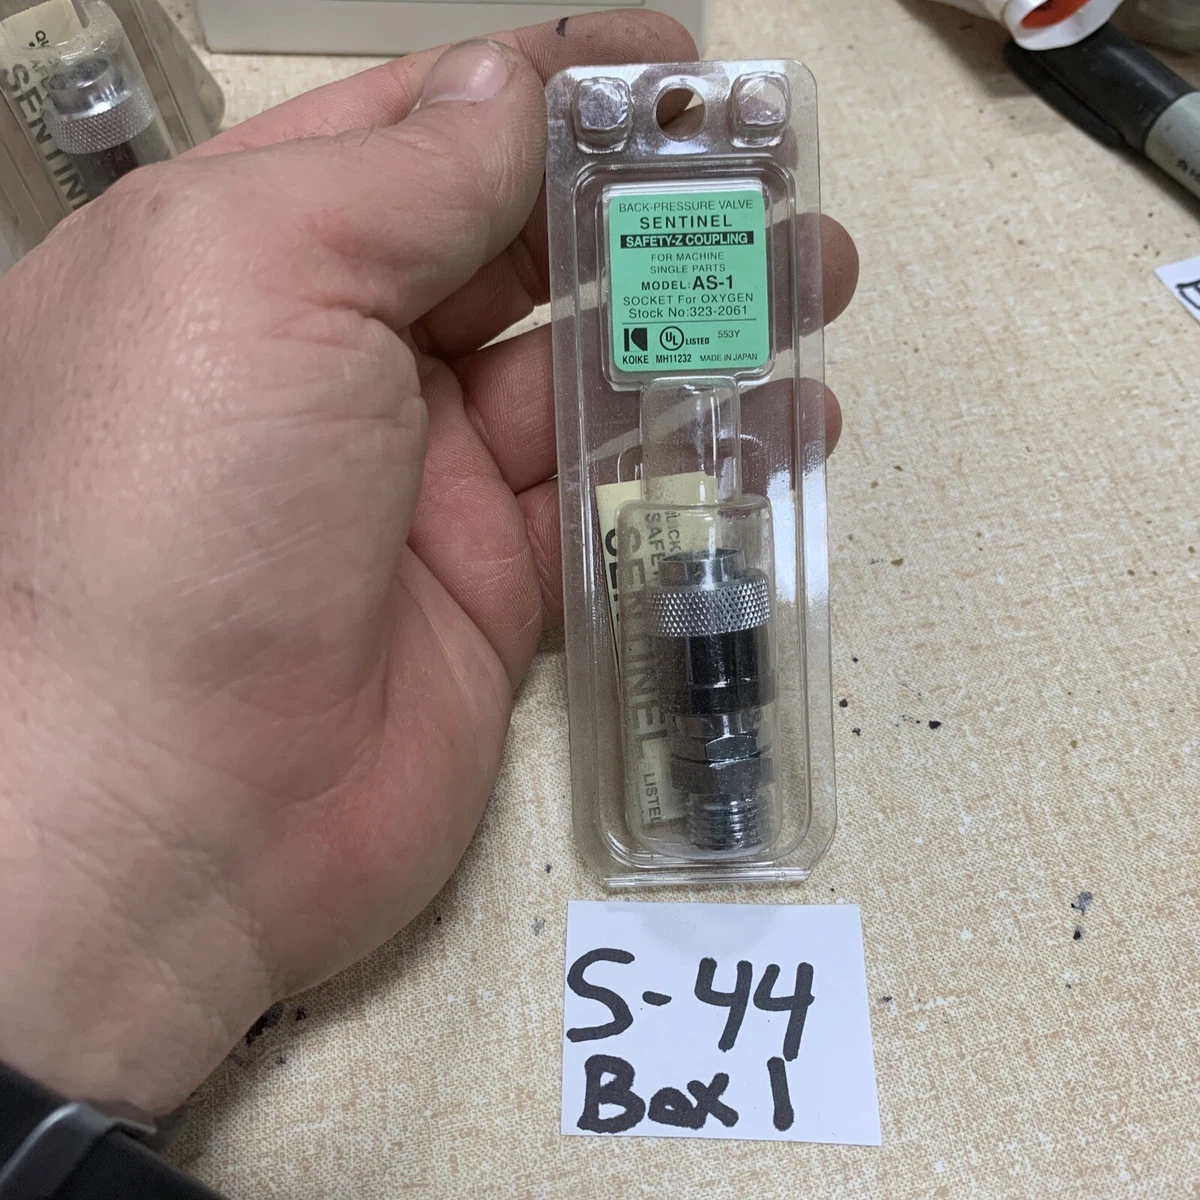 BACK-PRESSURE VALVE
SENTINEL
SAFETY-Z COUPLING
FOR MACHINE
SINGLE PARTS
MODEL:AS-1
SOCKET For OXYGEN
Stock No:323-2061
UL LISTED 553Y
KOIKE MH11232 MADE IN JAPAN
SENTINEL
LISTED
S-44
Box 1
SENTIN